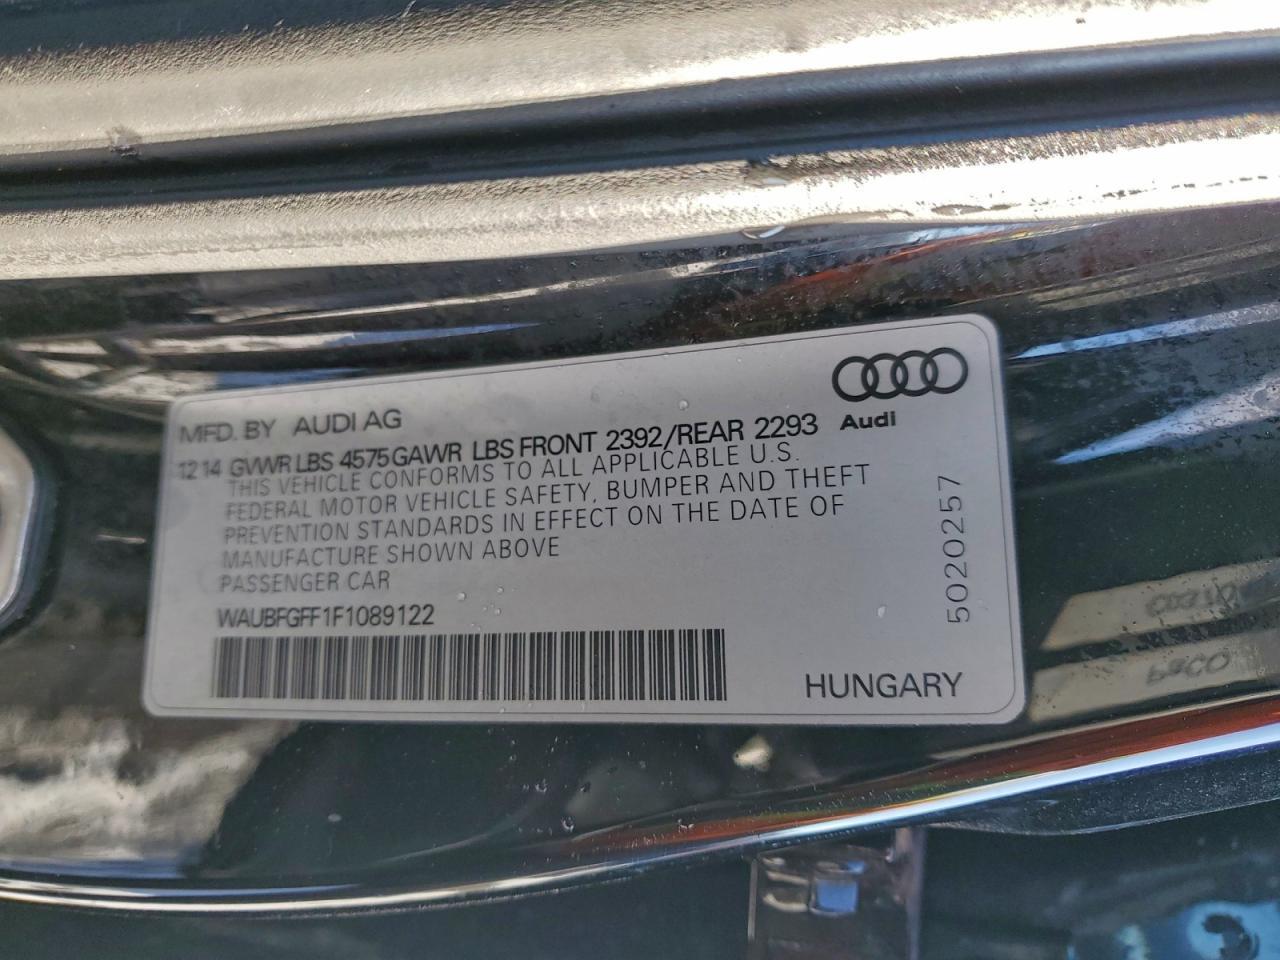 MFD. BY AUDI AG
Audi
12 14 GVWR LBS 4575 GAWR LBS FRONT 2392/REAR 2293
THIS VEHICLE CONFORMS TO ALL APPLICABLE U.S.
FEDERAL MOTOR VEHICLE SAFETY, BUMPER AND THEFT
PREVENTION STANDARDS IN EFFECT ON THE DATE OF
MANUFACTURE SHOWN ABOVE
PASSENGER CAR
WAUBFGFF1F1089122
5020257
HUNGARY